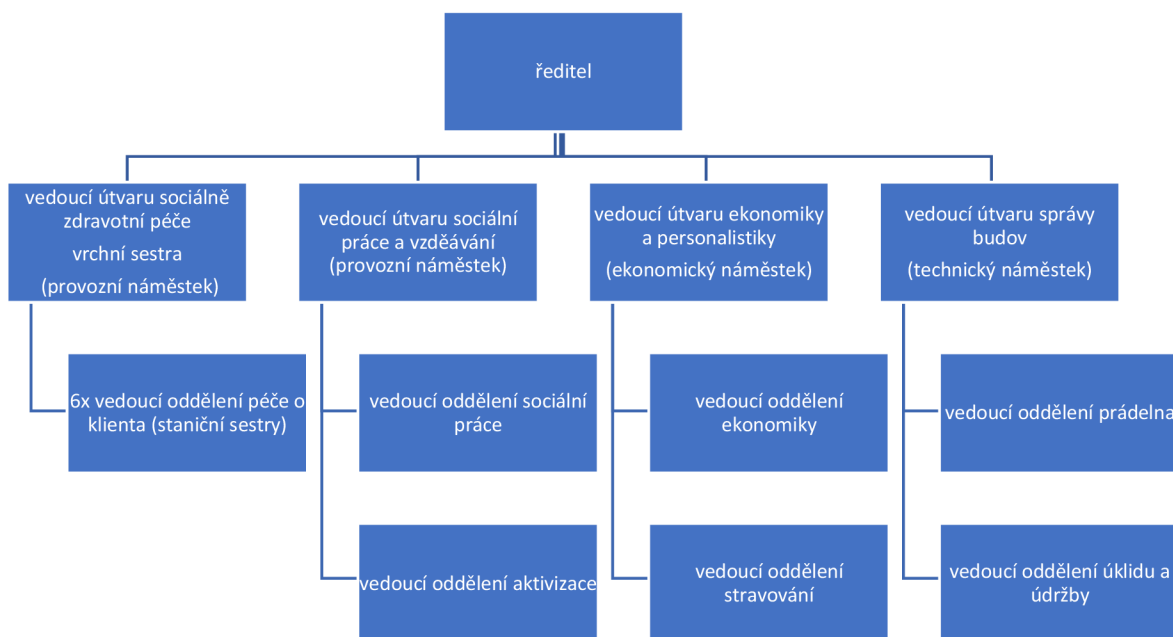 ředitel
vedoucí útvaru sociálně
zdravotní péče
vrchní sestra
(provozní náměstek)
vedoucí útvaru sociální
práce a vzděávání
(provozní náměstek)
vedoucí útvaru ekonomiky
a personalistiky
(ekonomický náměstek)
vedoucí útvaru správy
budov
(technický náměstek)
6x vedoucí oddělení péče o
klienta (staniční sestry)
vedoucí oddělení sociální
práce
vedoucí oddělení
ekonomiky
vedoucí oddělení prádelna
vedoucí oddělení aktivizace
vedoucí oddělení
stravování
vedoucí oddělení úklidu a
údržby